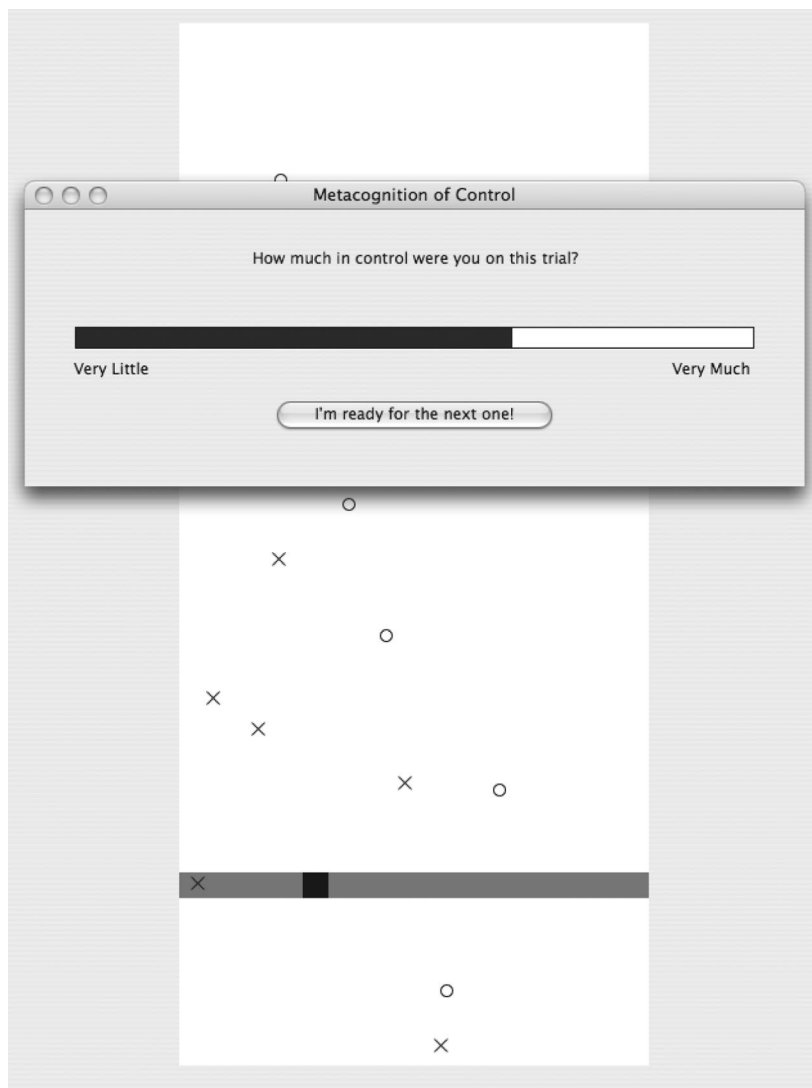 Metacognition of Control
How much in control were you on this trial?
Very Little Very Much
I'm ready for the next one!